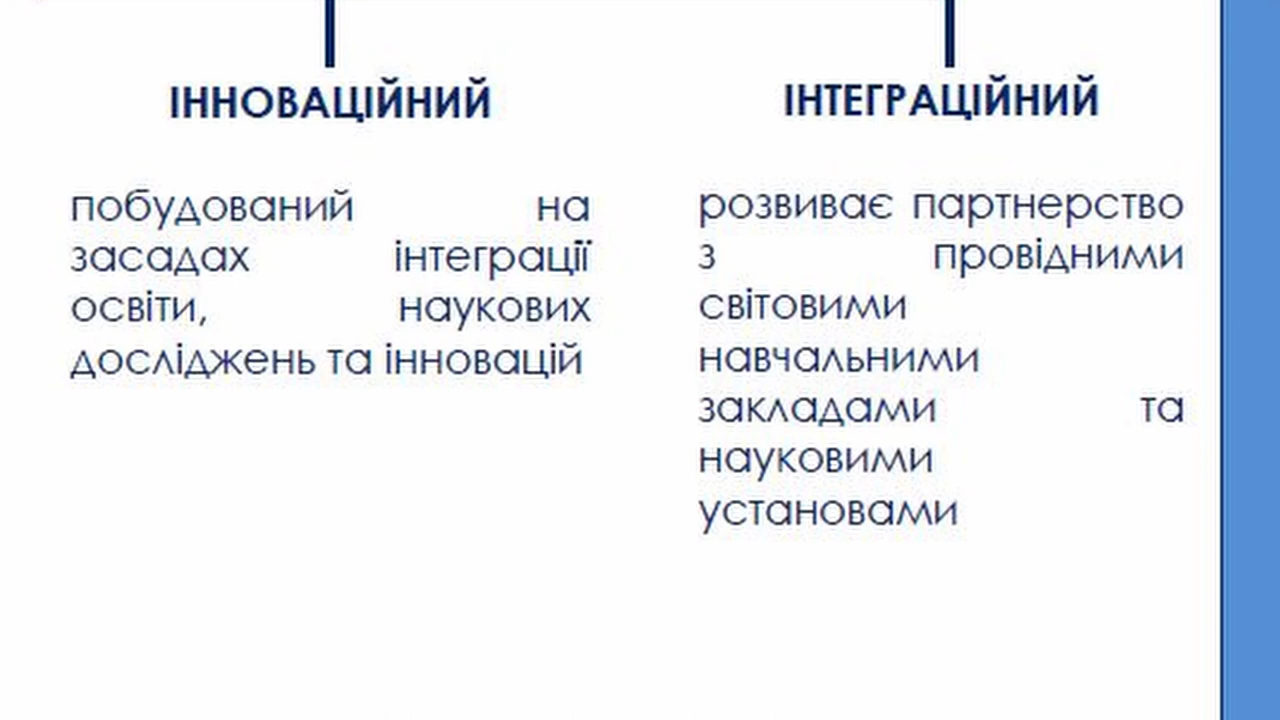 ІННОВАЦІЙНИЙ
побудований на
засадах інтеграції
освіти, наукових
досліджень та інновацій
ІНТЕГРАЦІЙНИЙ
розвиває партнерство
з провідними
світовими
навчальними
закладами та
науковими
установами